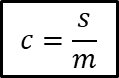 c = s/m